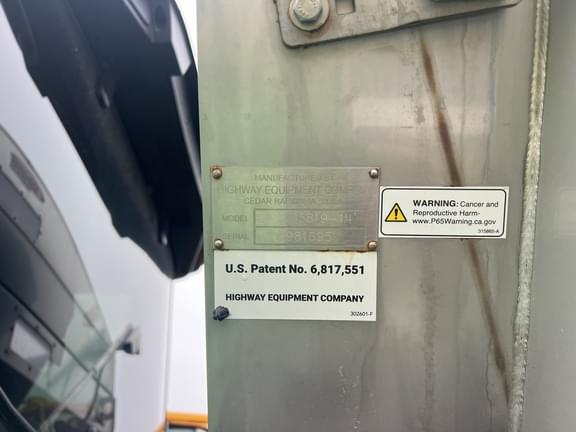 MANUFACTURED BY
HIGHWAY EQUIPMENT COMPANY
CEDAR RAPIDS, IA U.S.A.
MODEL
SERIAL
WARNING: Cancer and
Reproductive Harm-
www.P65Warning.ca.gov
315865-A
U.S. Patent No. 6,817,551
HIGHWAY EQUIPMENT COMPANY
302601-F